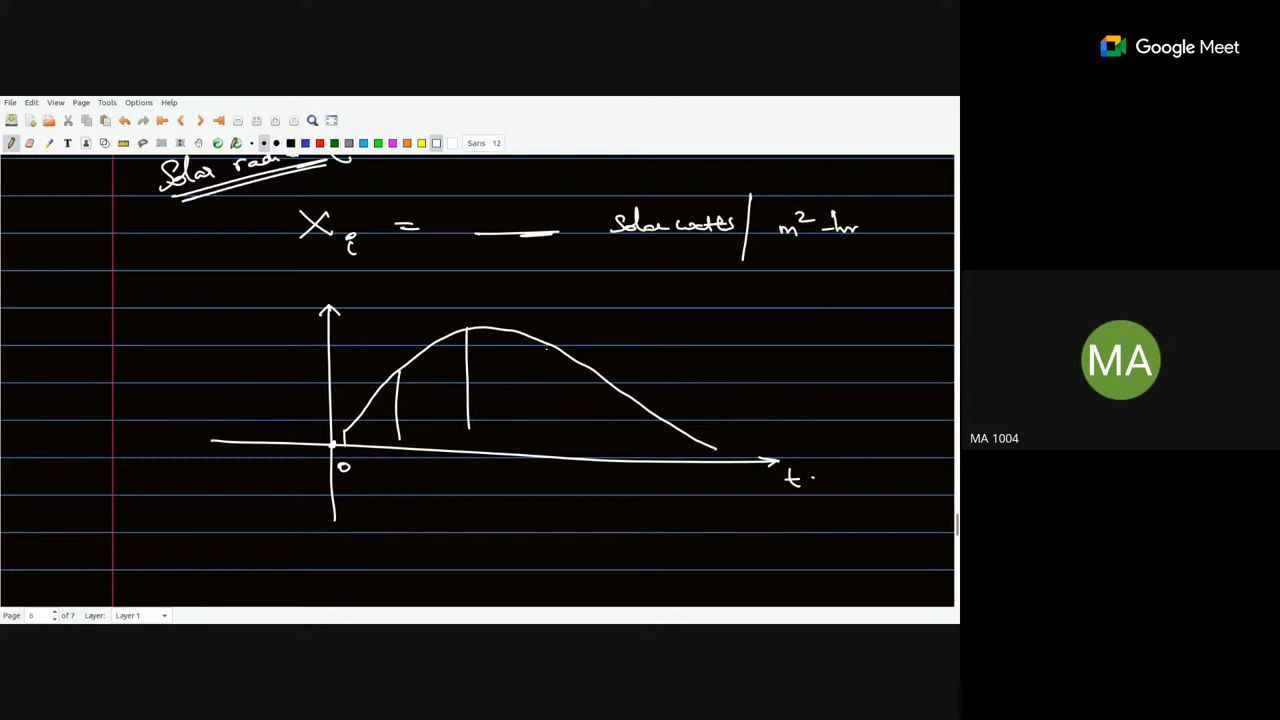 Google Meet
File Edit View Page Tools Options Help
T Sans 12
Solar
X i = solar watts / m² - hr
0
t
MA
MA 1004
Page 6 of 7 Layer: Layer 1